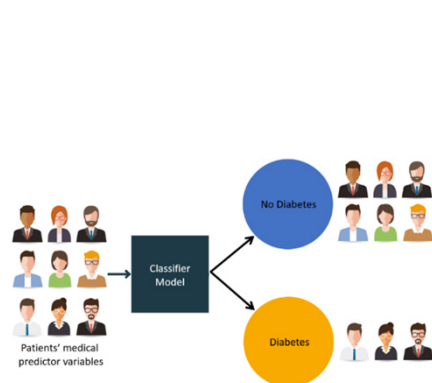 No Diabetes
Classifier
Model
Diabetes
Patients' medical
predictor variables